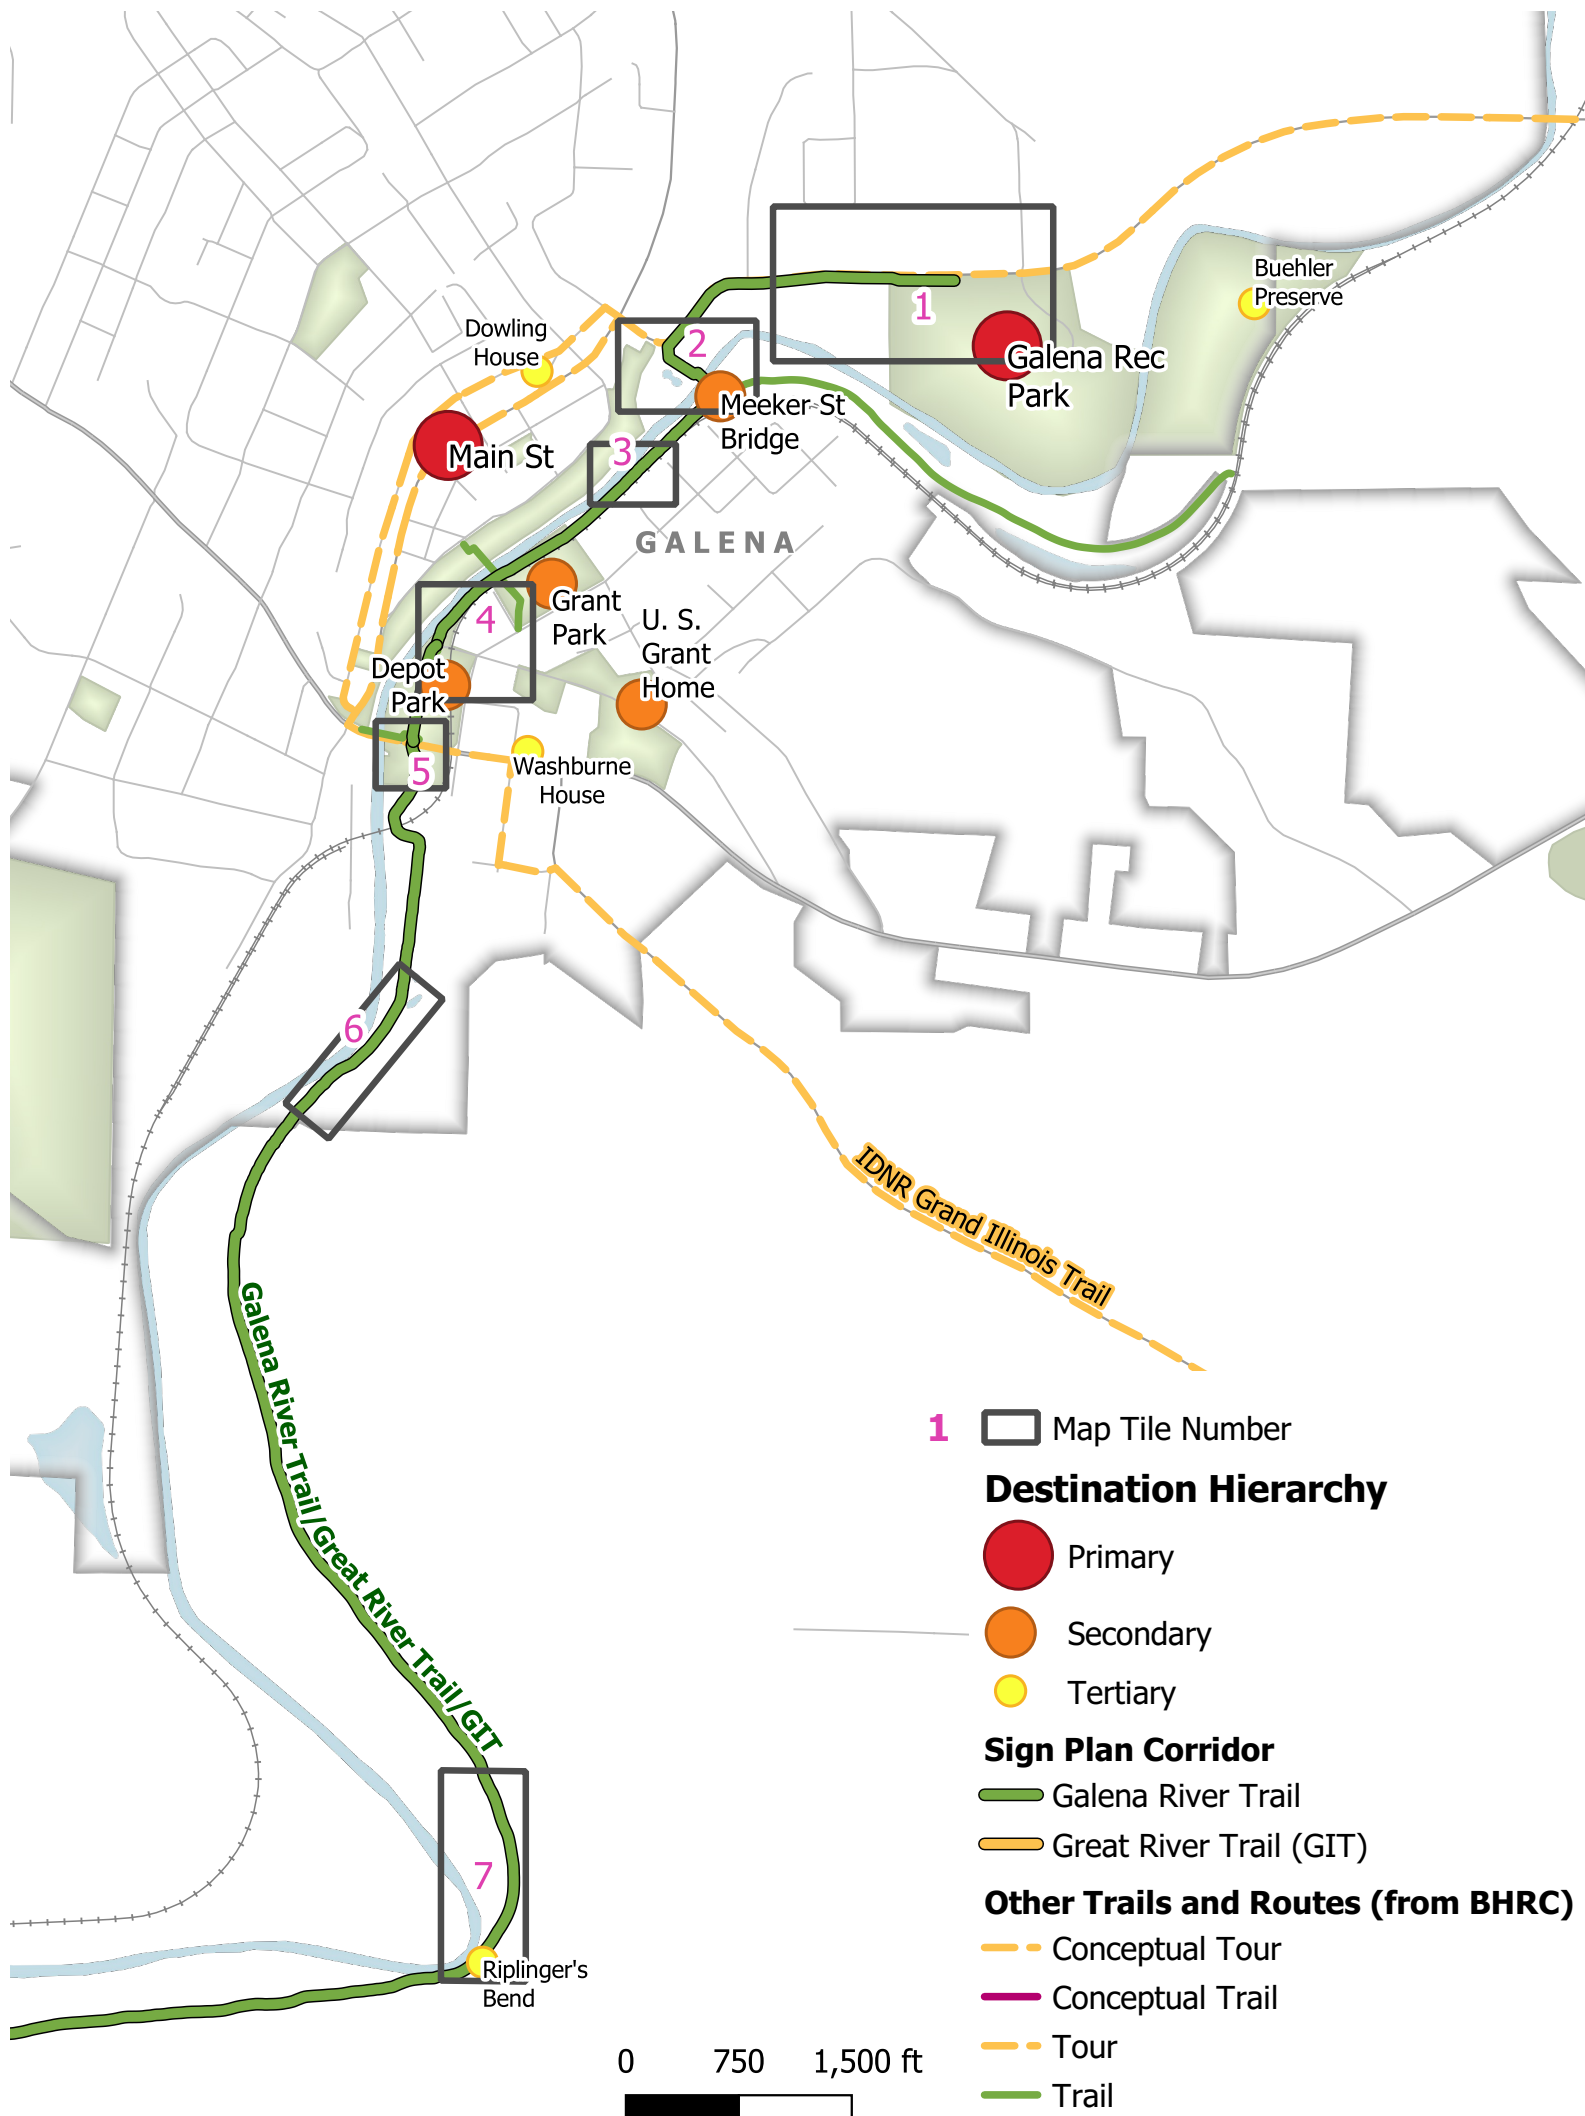 Buehler
Preserve
1
Dowling
House
2
Galena Rec
Park
Meeker St
Bridge
Main St
3
GALENA
Grant
Park
4
U. S.
Grant
Home
Depot
Park
5
Washburne
House
6
IDNR Grand Illinois Trail
Galena River Trail/Great River Trail/GIT
7
Riplinger's
Bend
1 Map Tile Number
Destination Hierarchy
Primary
Secondary
Tertiary
Sign Plan Corridor
Galena River Trail
Great River Trail (GIT)
Other Trails and Routes (from BHRC)
Conceptual Tour
Conceptual Trail
Tour
Trail
0 750 1,500 ft